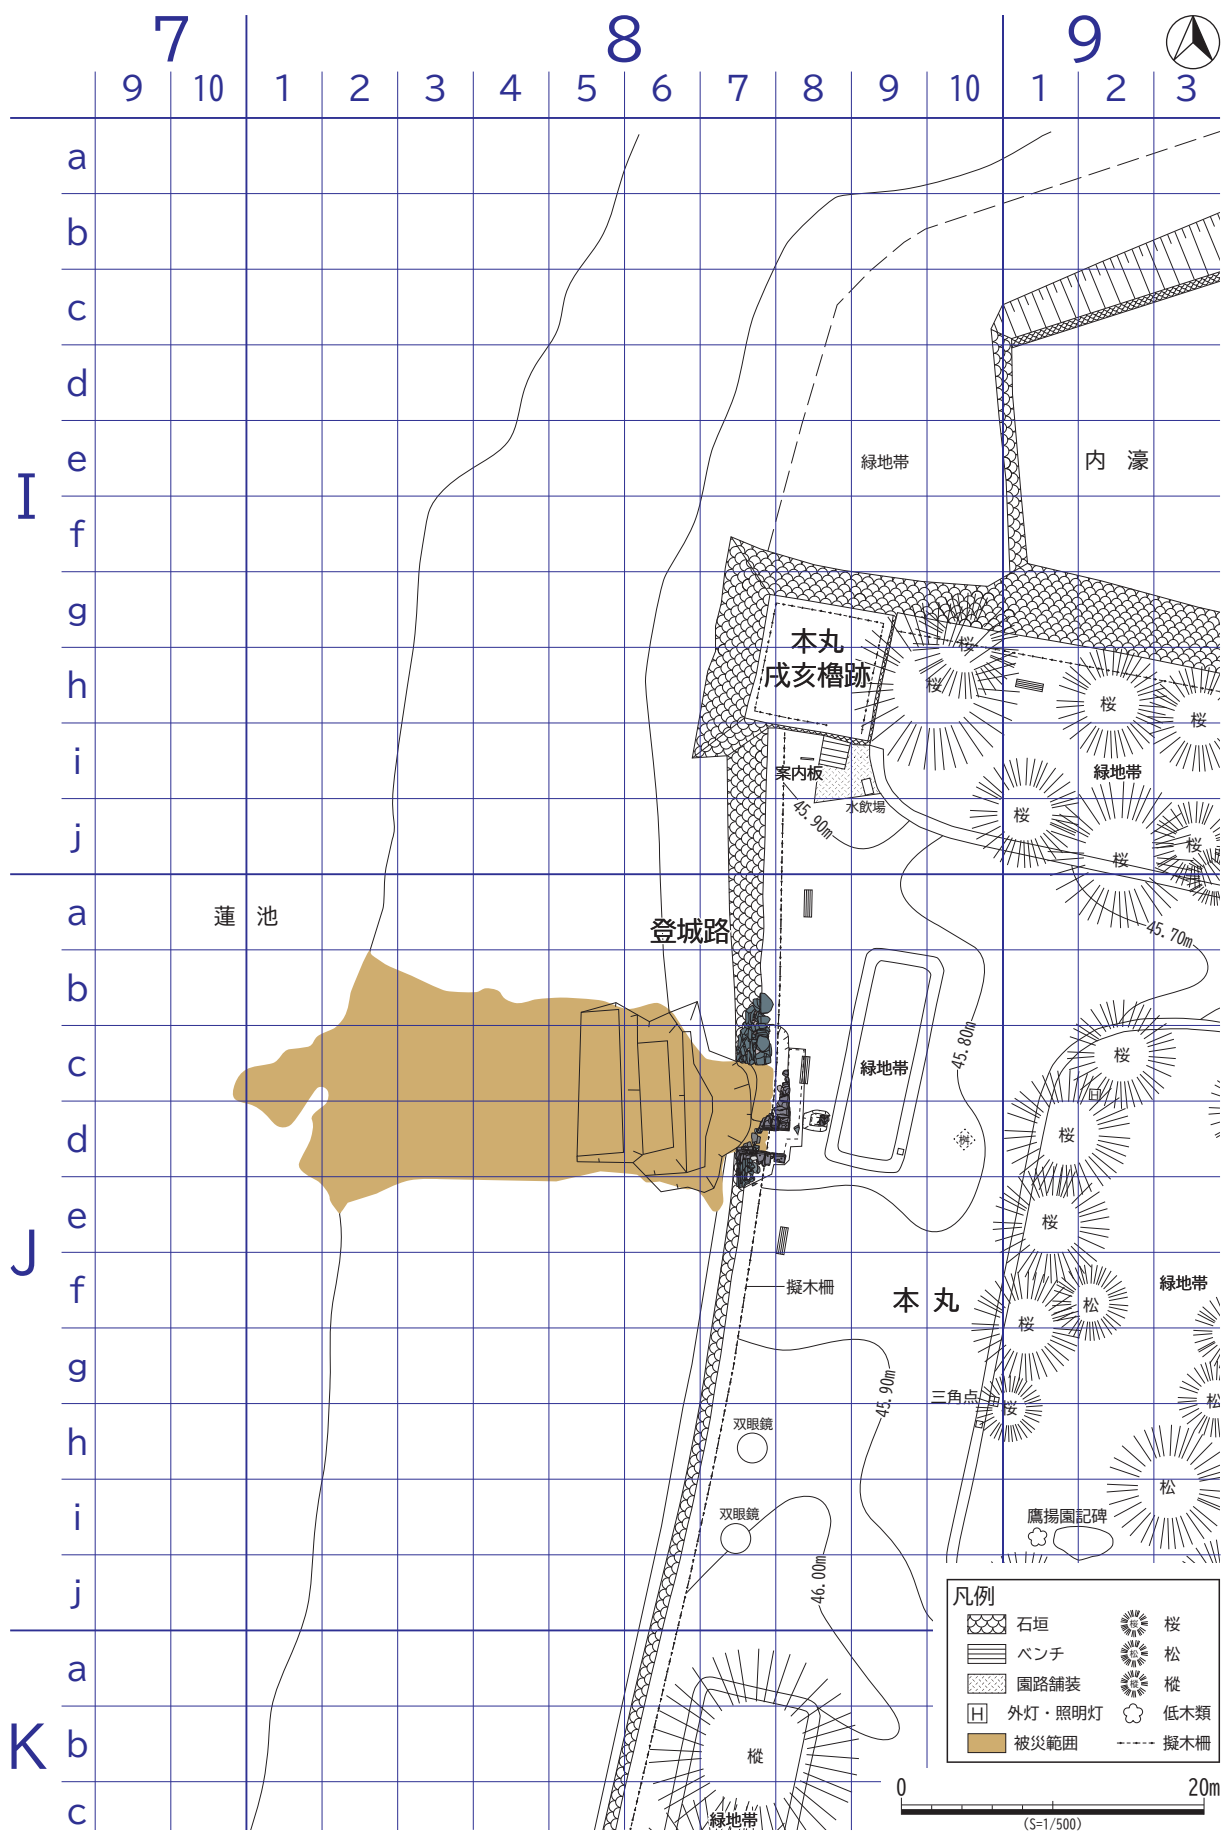 7 8 9
9 10 1 2 3 4 5 6 7 8 9 10 1 2 3
a
b
c
d
e
I
f
g
h
i
j
a
b
c
d
e
J
f
g
h
i
j
a
K
b
c
緑地帯
内 濠
本丸
戌亥櫓跡
桜
桜
桜
桜
案内板
水飲場
45.90m
緑地帯
桜
桜
桜
蓮 池
登城路
45.70m
45.80m
緑地帯
桜
H
桜
桜
擬木柵
本 丸
緑地帯
松
桜
45.90m
三角点
桜
松
双眼鏡
松
双眼鏡
鷹揚園記碑
46.00m
樅
緑地帯
凡例
石垣 桜 桜
ベンチ 松 松
園路舗装 樅 樅
H 外灯・照明灯 低木類
被災範囲 擬木柵
0 20m
(S=1/500)